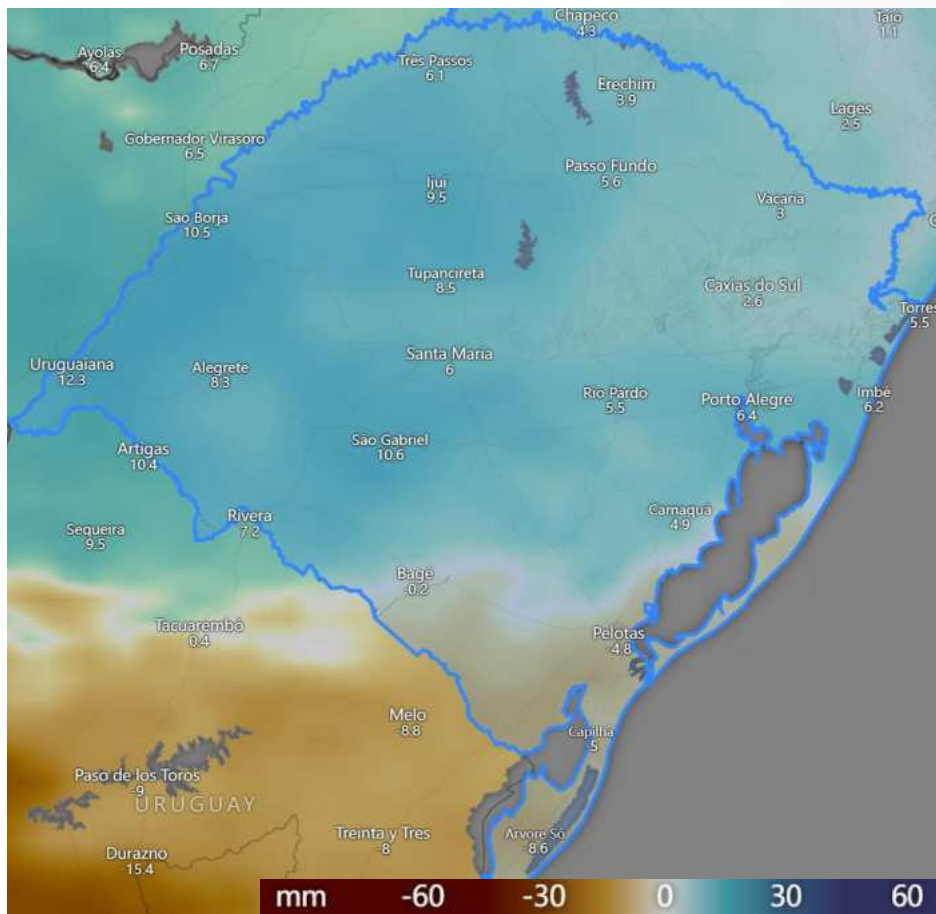 Chapecó
4.3
Taió
1.1
Ayolas
6.4
Posadas
6.7
Três Passos
6.1
Erechim
3.9
Lages
2.5
Gobernador Virasoro
6.5
Passo Fundo
5.6
Ijuí
9.5
Vacaria
3
São Borja
10.5
Tupancireta
8.5
Caxias do Sul
2.6
Torres
5.5
Santa Maria
6
Uruguaiana
12.3
Alegrete
8.3
Rio Pardo
5.5
Porto Alegre
6.4
Imbé
6.2
São Gabriel
10.6
Artigas
10.4
Camaquã
4.9
Rivera
7.2
Sequeira
9.5
Bagé
-0.2
Tacuarembó
0.4
Pelotas
-4.8
Melo
-8.8
Capilha
-5
Paso de los Toros
-9
URUGUAY
Treinta y Tres
-8
Arvore Só
-8.6
Durazno
-15.4
mm -60 -30 0 30 60